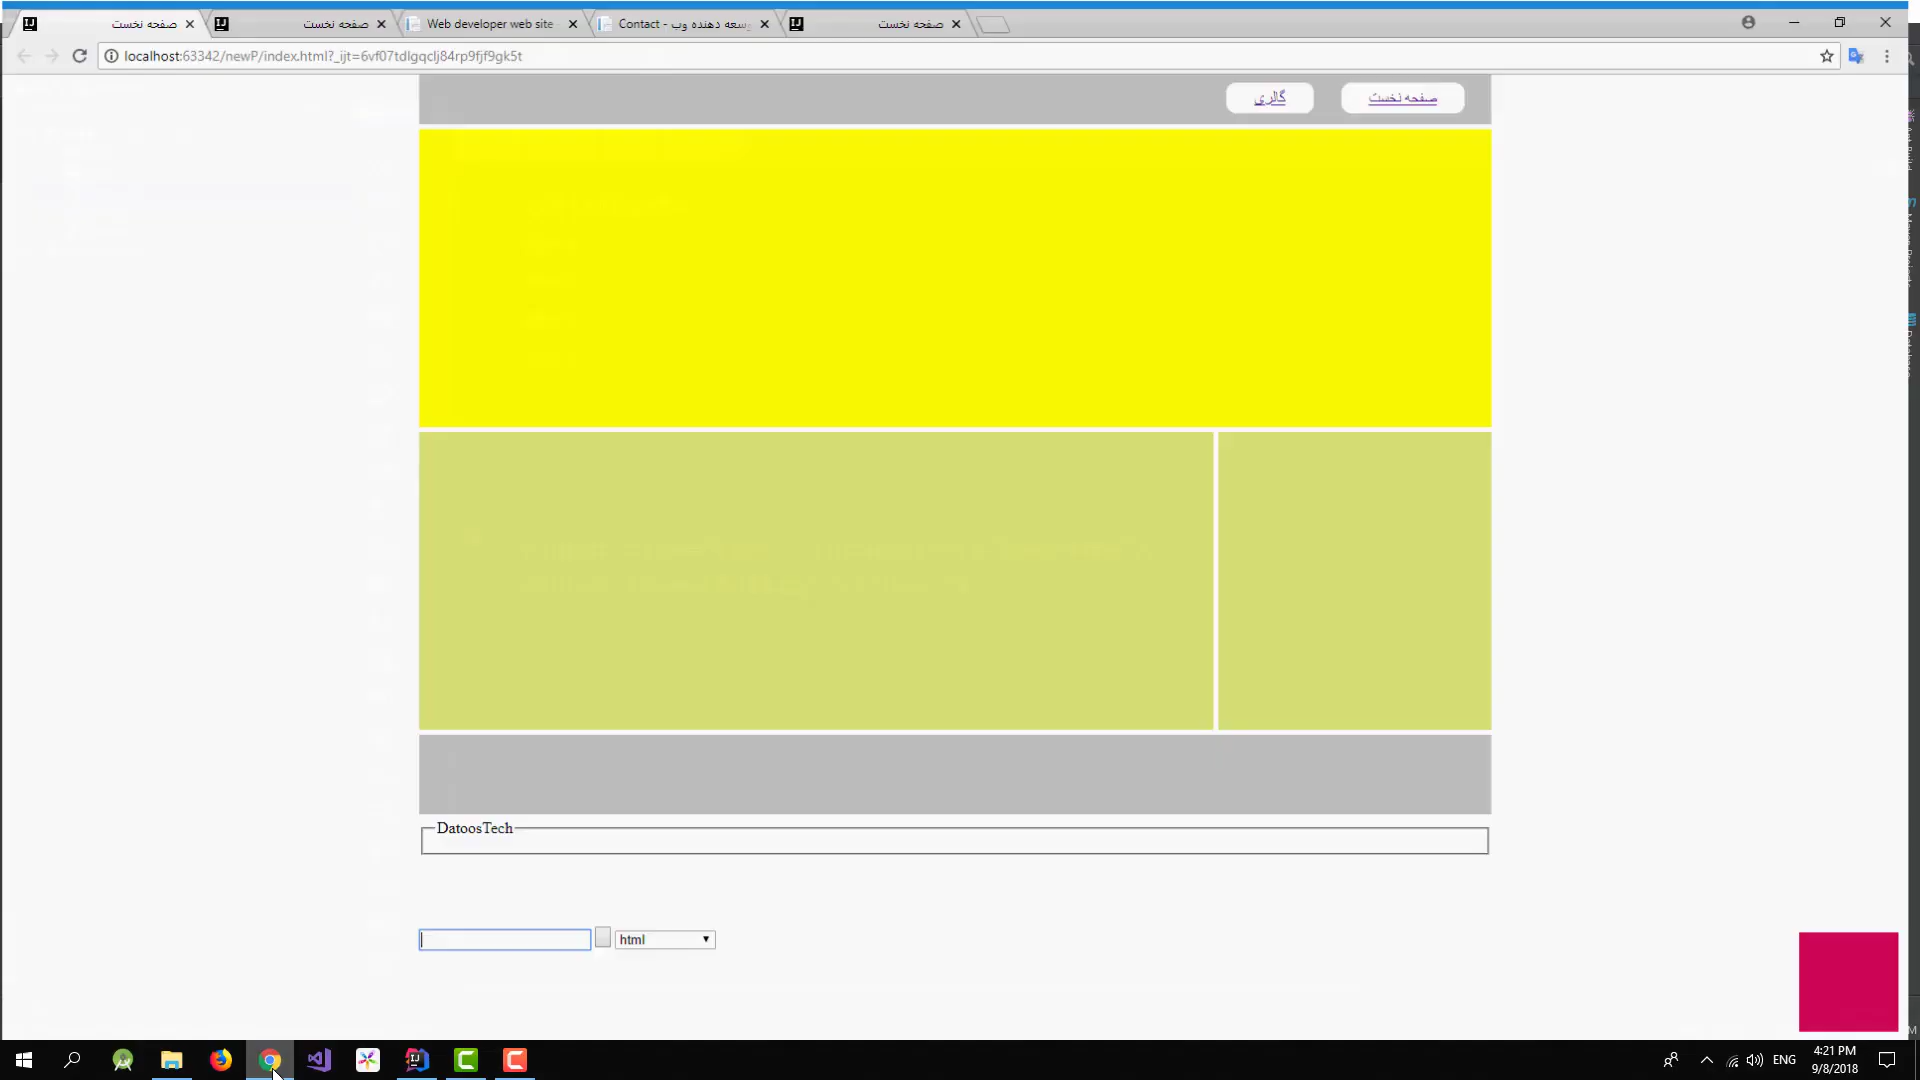 صفحه نخست
صفحه نخست
Web developer web site
Contact - وسعه دهنده وب
صفحه نخست
localhost:63342/newP/index.html?_ijt=6vf07tdlgqclj84rp9fjf9gk5t
صفحه نخست
گالری
DatoosTech
html
ENG
4:21 PM
9/8/2018